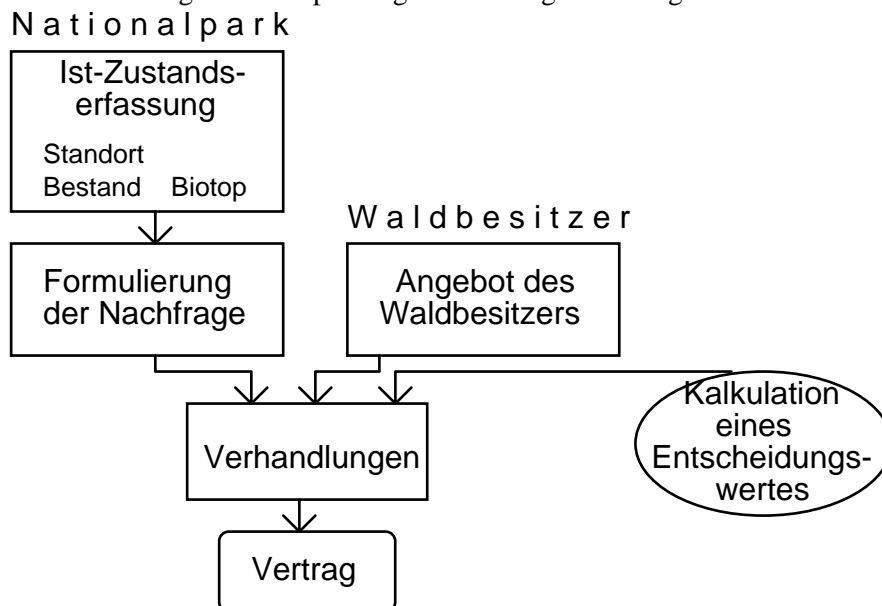 Nationalpark
Ist-Zustands-
erfassung
Standort
Bestand Biotop
Waldbesitzer
Formulierung
der Nachfrage
Angebot des
Waldbesitzers
Kalkulation
eines
Entscheidungs-
wertes
Verhandlungen
Vertrag